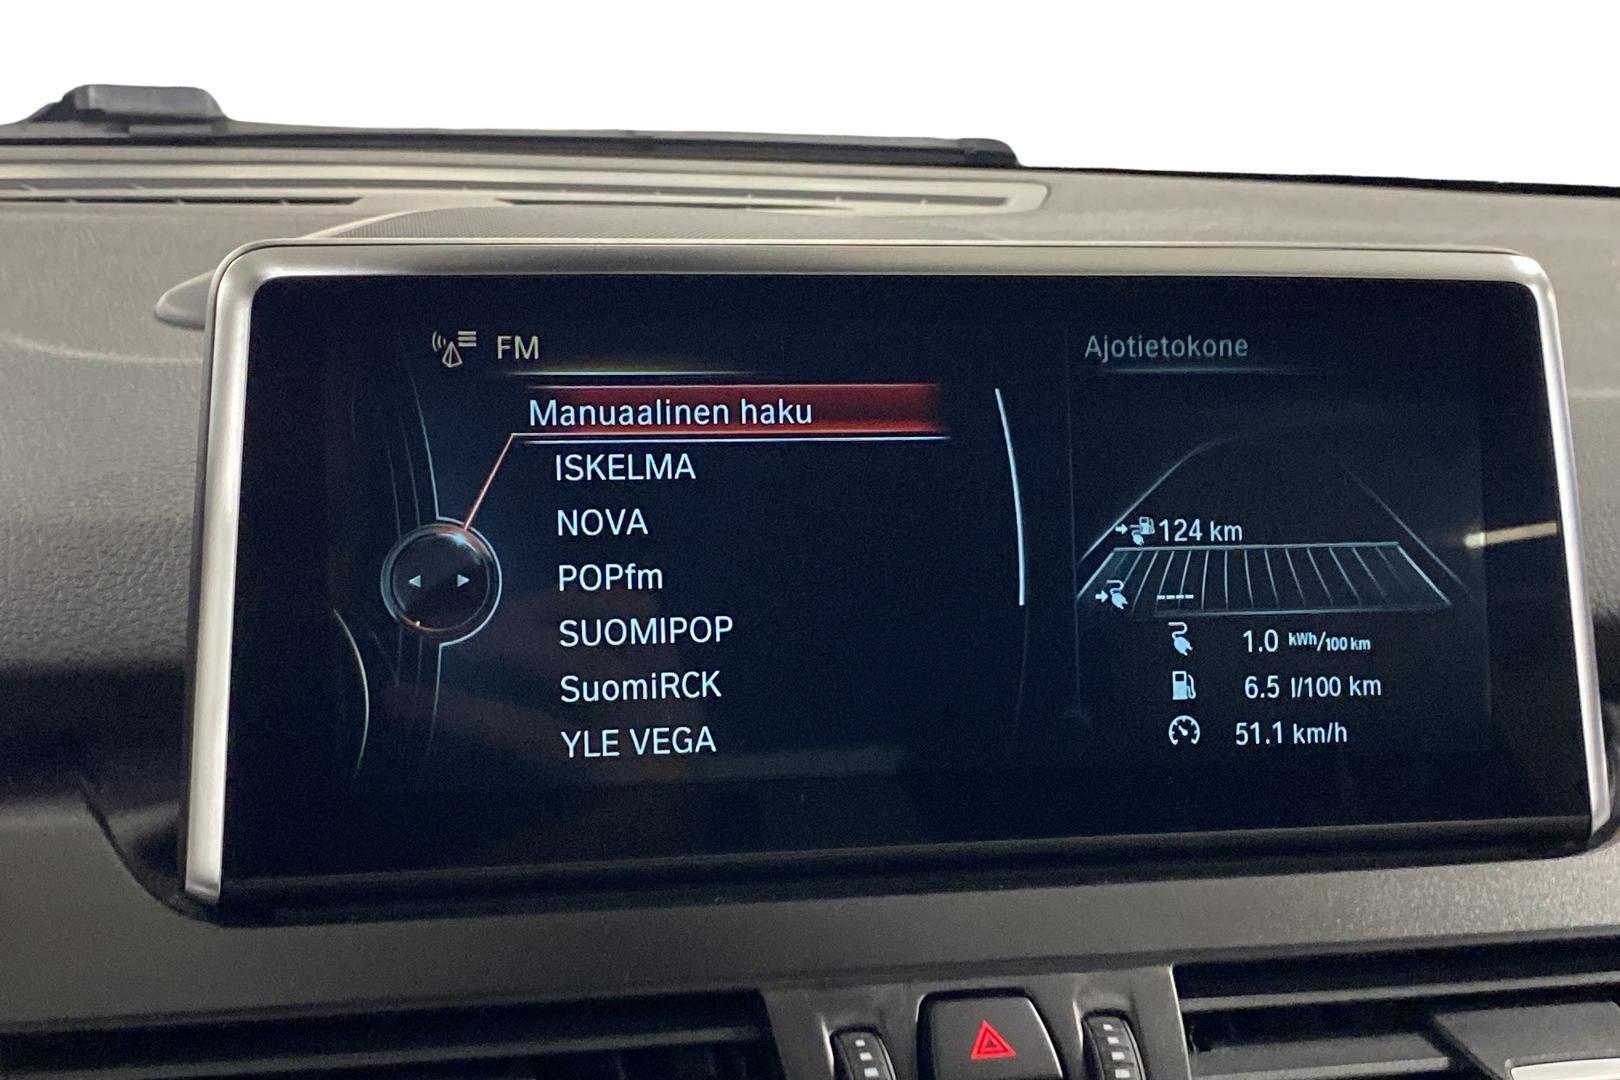 FM
Manuaalinen haku
ISKELMA
NOVA
POPfm
SUOMIPOP
SuomiRCK
YLE VEGA
Ajotietokone
124 km
----
1.0 kWh/100 km
6.5 l/100 km
51.1 km/h